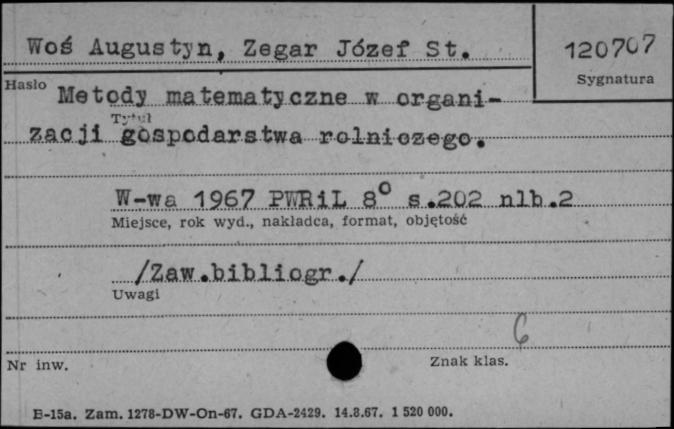 Woś Augustyn, Zegar Józef St.
120707
Sygnatura
Hasło
Metody matematyczne w organi-
Tytuł
zacji gospodarstwa rolniczego.
W-wa 1967 PWRiL 8° s.202 nlb.2
Miejsce, rok wyd., nakładca, format, objętość
/Zaw.bibliogr./
Uwagi
6
Nr inw.
Znak klas.
B-15a. Zam. 1278-DW-On-67. GDA-2429. 14.8.67. 1 520 000.